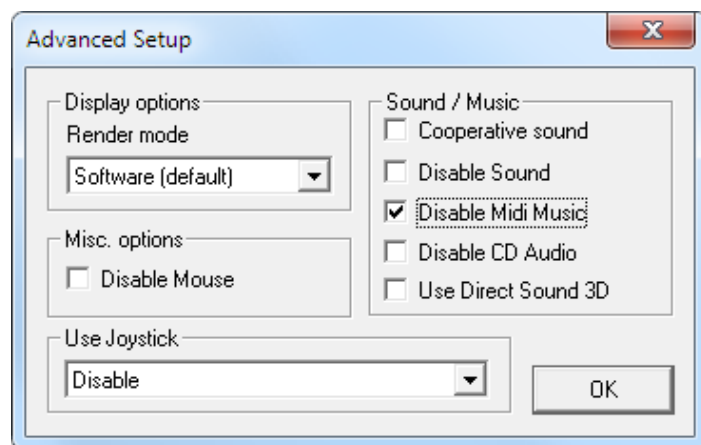 Advanced Setup
Display options
Render mode
Software (default)
Misc. options
Disable Mouse
Sound / Music
Cooperative sound
Disable Sound
Disable Midi Music
Disable CD Audio
Use Direct Sound 3D
Use Joystick
Disable
OK